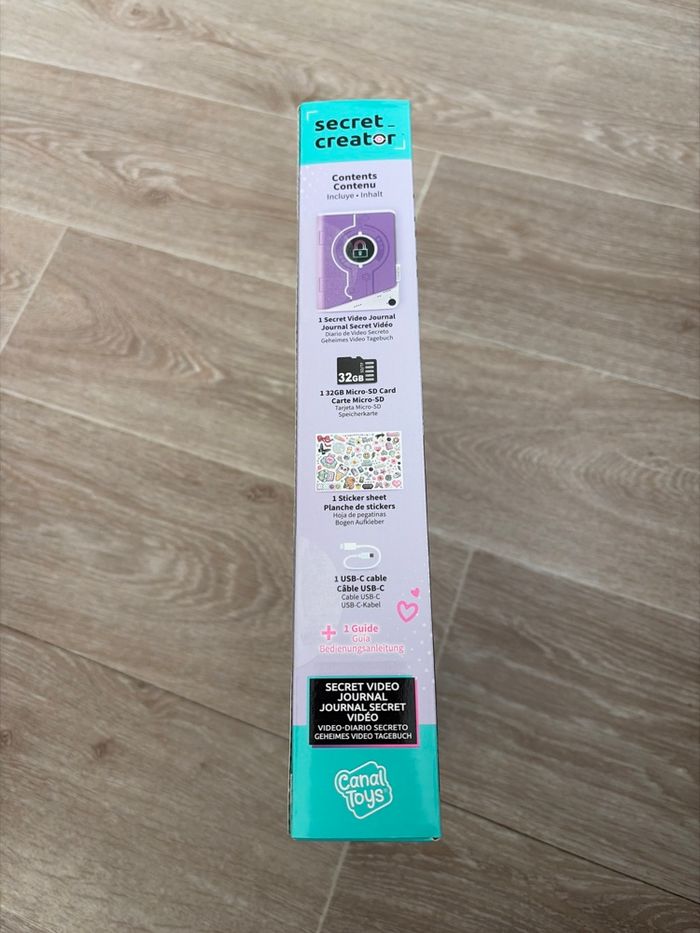 secret_
creator
Contents
Contenu
Incluye • Inhalt
1 Secret Video Journal
Journal Secret Vidéo
Diario de Video Secreto
Geheimes Video Tagebuch
32GB
1 32GB Micro-SD Card
Carte Micro-SD
Tarjeta Micro-SD
Speicherkarte
1 Sticker sheet
Planche de stickers
Hoja de pegatinas
Bogen Aufkleber
1 USB-C cable
Câble USB-C
Cable USB-C
USB-C-Kabel
+ 1 Guide
Guía
Bedienungsanleitung
SECRET VIDEO
JOURNAL
JOURNAL SECRET
VIDÉO
VIDEO-DIARIO SECRETO
GEHEIMES VIDEO TAGEBUCH
Canal
Toys®